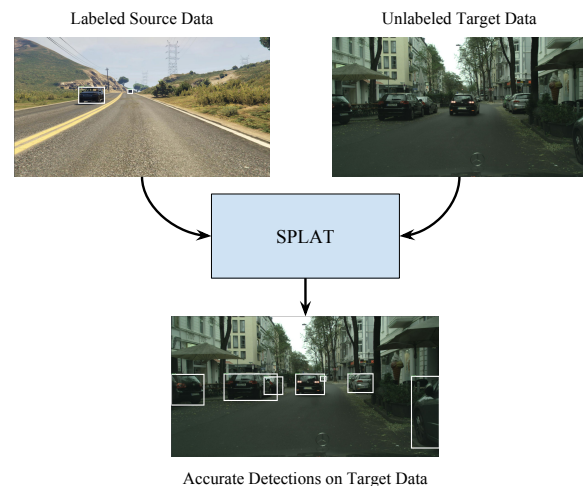 Labeled Source Data
Unlabeled Target Data
SPLAT
Accurate Detections on Target Data